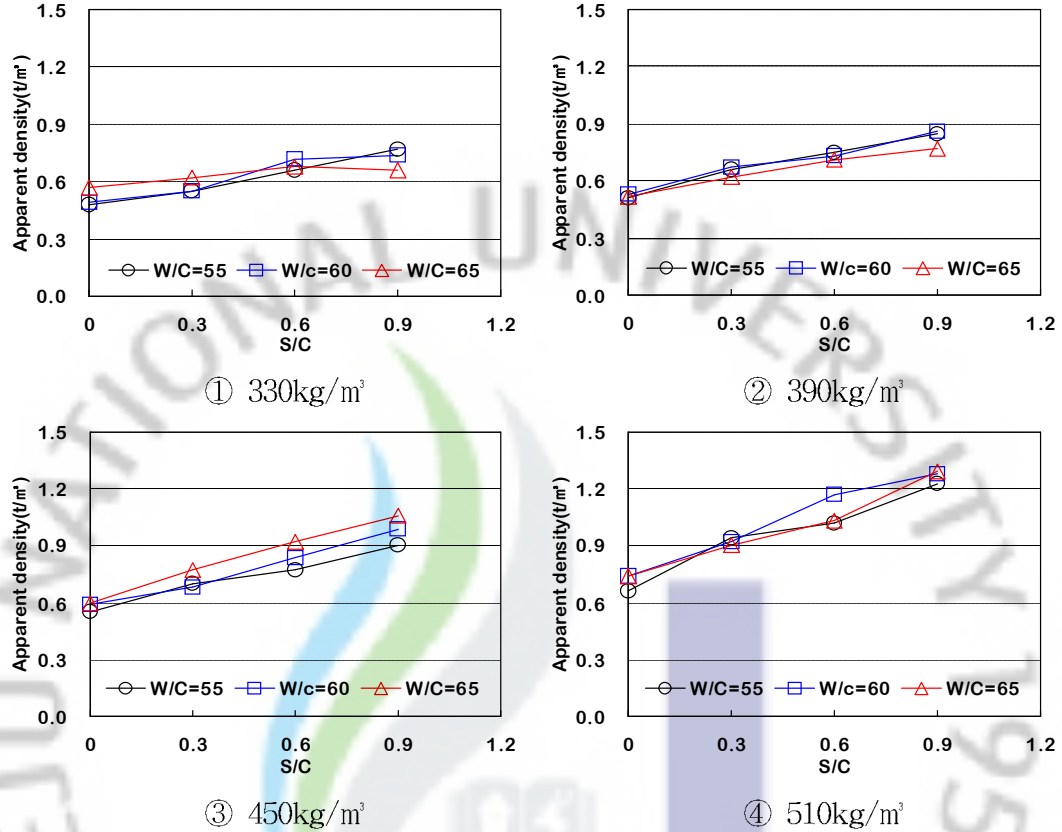 1.5
1.2
0.9
0.6
0.3
0.0
Apparent density(t/㎥)
W/C=55 W/c=60 W/C=65
0 0.3 0.6 0.9 1.2
S/C
① 330kg/㎥
1.5
1.2
0.9
0.6
0.3
0.0
Apparent density(t/㎥)
W/C=55 W/c=60 W/C=65
0 0.3 0.6 0.9 1.2
S/C
② 390kg/㎥
1.5
1.2
0.9
0.6
0.3
0.0
Apparent density(t/㎥)
W/C=55 W/c=60 W/C=65
0 0.3 0.6 0.9 1.2
S/C
③ 450kg/㎥
1.5
1.2
0.9
0.6
0.3
0.0
Apparent density(t/㎥)
W/C=55 W/c=60 W/C=65
0 0.3 0.6 0.9 1.2
S/C
④ 510kg/㎥
JEJU NATIONAL UNIVERSITY 195